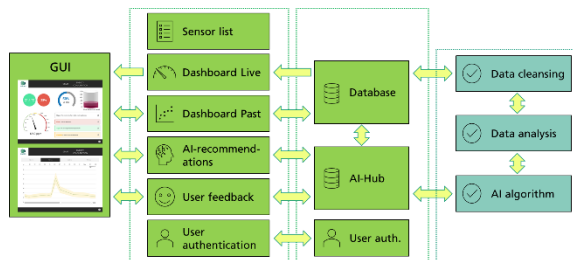 GUI
Sensor list
Dashboard Live
Dashboard Past
AI-recommend-
ations
User feedback
User
authentication
Database
AI-Hub
User auth.
Data cleansing
Data analysis
AI algorithm